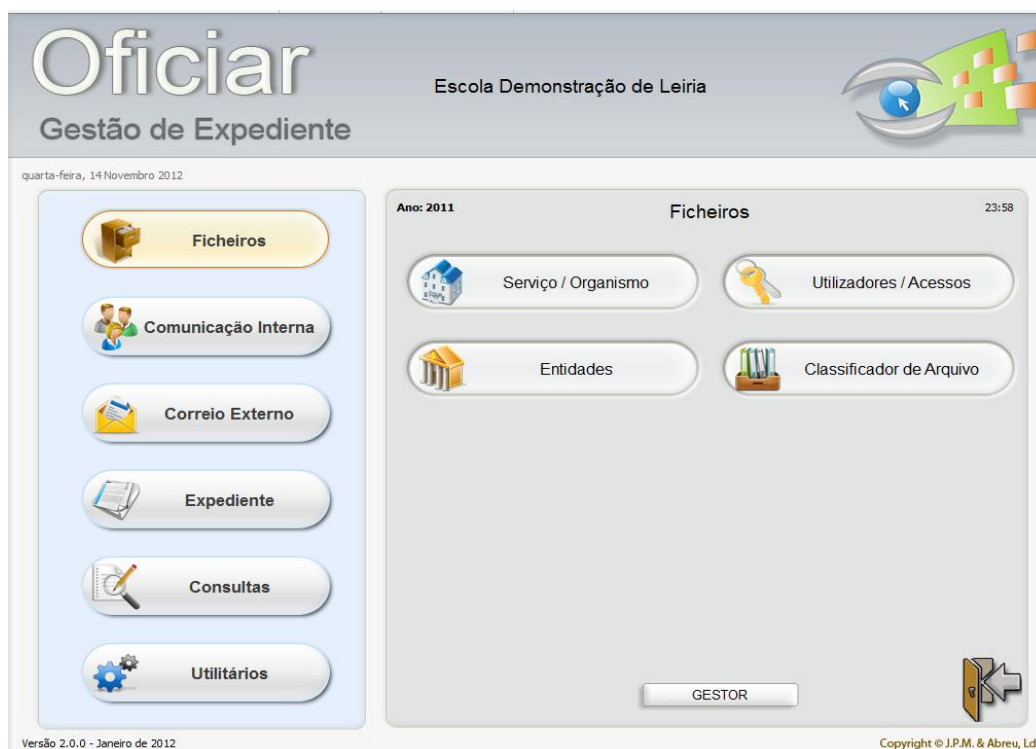 Oficiar
Gestão de Expediente
Escola Demonstração de Leiria
quarta-feira, 14 Novembro 2012
Ficheiros
Comunicação Interna
Correio Externo
Expediente
Consultas
Utilitários
Ano: 2011
Ficheiros
23:58
Serviço / Organismo
Utilizadores / Acessos
Entidades
Classificador de Arquivo
GESTOR
Versão 2.0.0 - Janeiro de 2012
Copyright © J.P.M. & Abreu, Ld